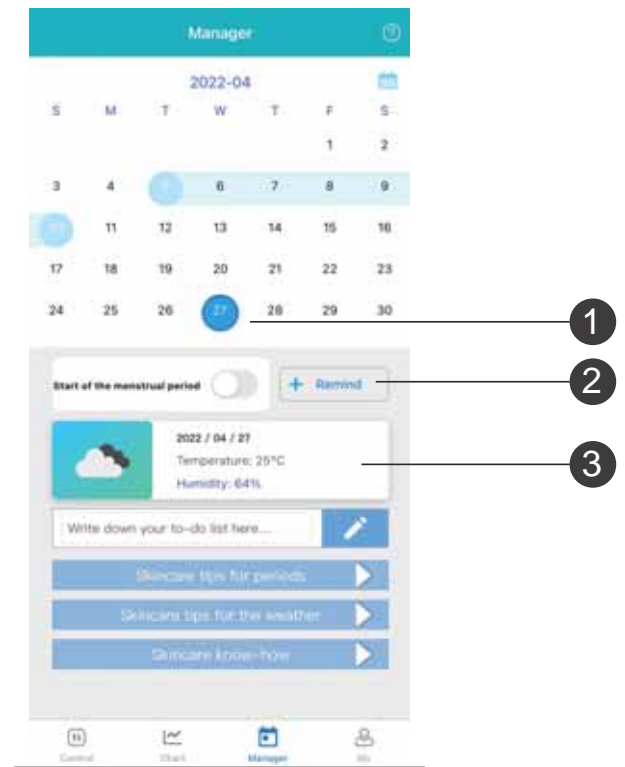 Manager
2022-04
S M T W T F S
1 2
3 4 5 6 7 8 9
10 11 12 13 14 15 16
17 18 19 20 21 22 23
24 25 26 27 28 29 30
1
Start of the menstrual period + Remind
2
2022 / 04 / 27
Temperature: 25°C
Humidity: 64%
3
Write down your to-do list here...
Skincare tips for periods
Skincare tips for the weather
Skincare know-how
Control Chart Manager